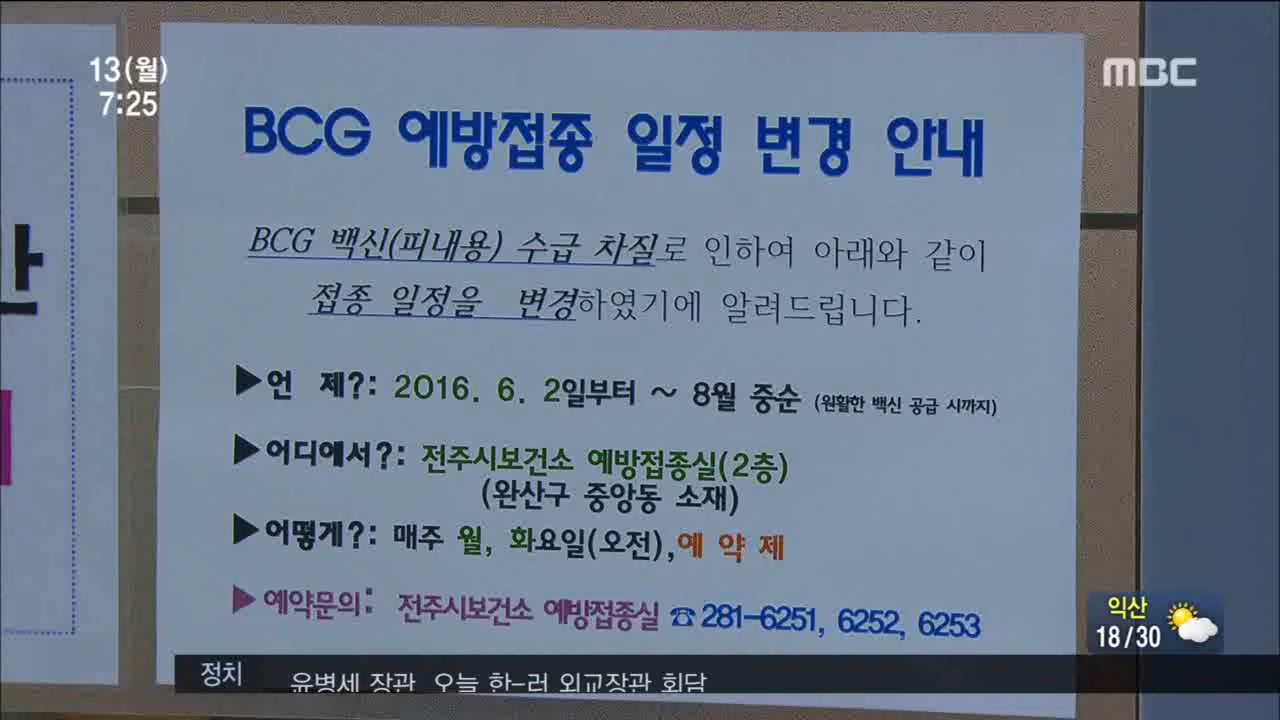 13(월)
7:25
MBC
BCG 예방접종 일정 변경 안내
BCG 백신(피내용) 수급 차질로 인하여 아래와 같이
접종 일정을 변경하였기에 알려드립니다.
▶언 제?: 2016. 6. 2일부터 ~ 8월 중순 (원활한 백신 공급 시까지)
▶어디에서?: 전주시보건소 예방접종실(2층)
(완산구 중앙동 소재)
▶어떻게?: 매주 월, 화요일(오전),예 약 제
▶예약문의: 전주시보건소 예방접종실 ☎281-6251, 6252, 6253
익산
18/30
정치 윤병세 장관, 오늘 한-러 외교장관 회담